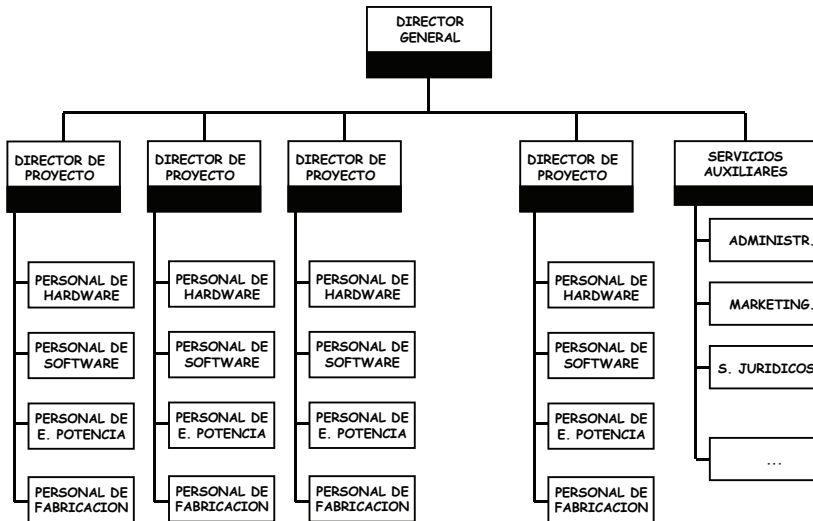 DIRECTOR
GENERAL
DIRECTOR DE
PROYECTO
PERSONAL DE
HARDWARE
PERSONAL DE
SOFTWARE
PERSONAL DE
E. POTENCIA
PERSONAL DE
FABRICACION
DIRECTOR DE
PROYECTO
PERSONAL DE
HARDWARE
PERSONAL DE
SOFTWARE
PERSONAL DE
E. POTENCIA
PERSONAL DE
FABRICACION
DIRECTOR DE
PROYECTO
PERSONAL DE
HARDWARE
PERSONAL DE
SOFTWARE
PERSONAL DE
E. POTENCIA
PERSONAL DE
FABRICACION
DIRECTOR DE
PROYECTO
PERSONAL DE
HARDWARE
PERSONAL DE
SOFTWARE
PERSONAL DE
E. POTENCIA
PERSONAL DE
FABRICACION
SERVICIOS
AUXILIARES
ADMINISTR.
MARKETING.
S. JURIDICOS
...